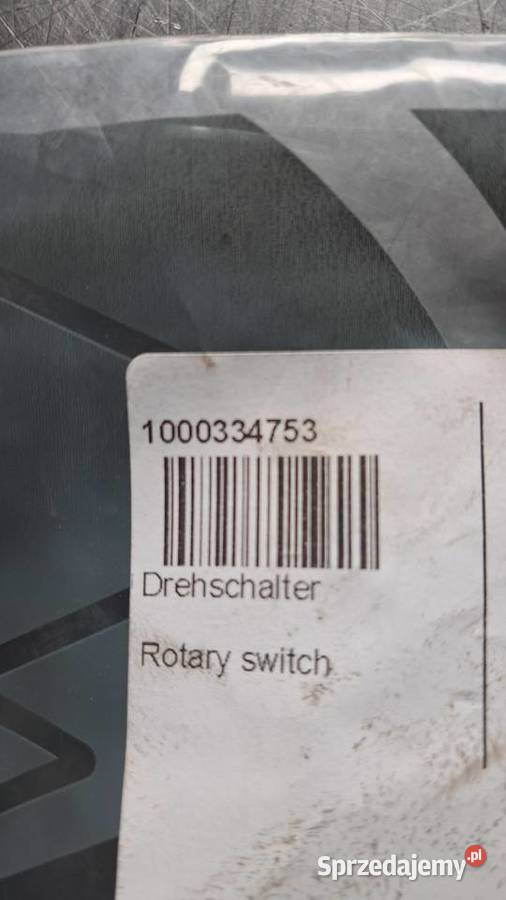 1000334753
Drehschalter
Rotary switch
Sprzedajemy.pl